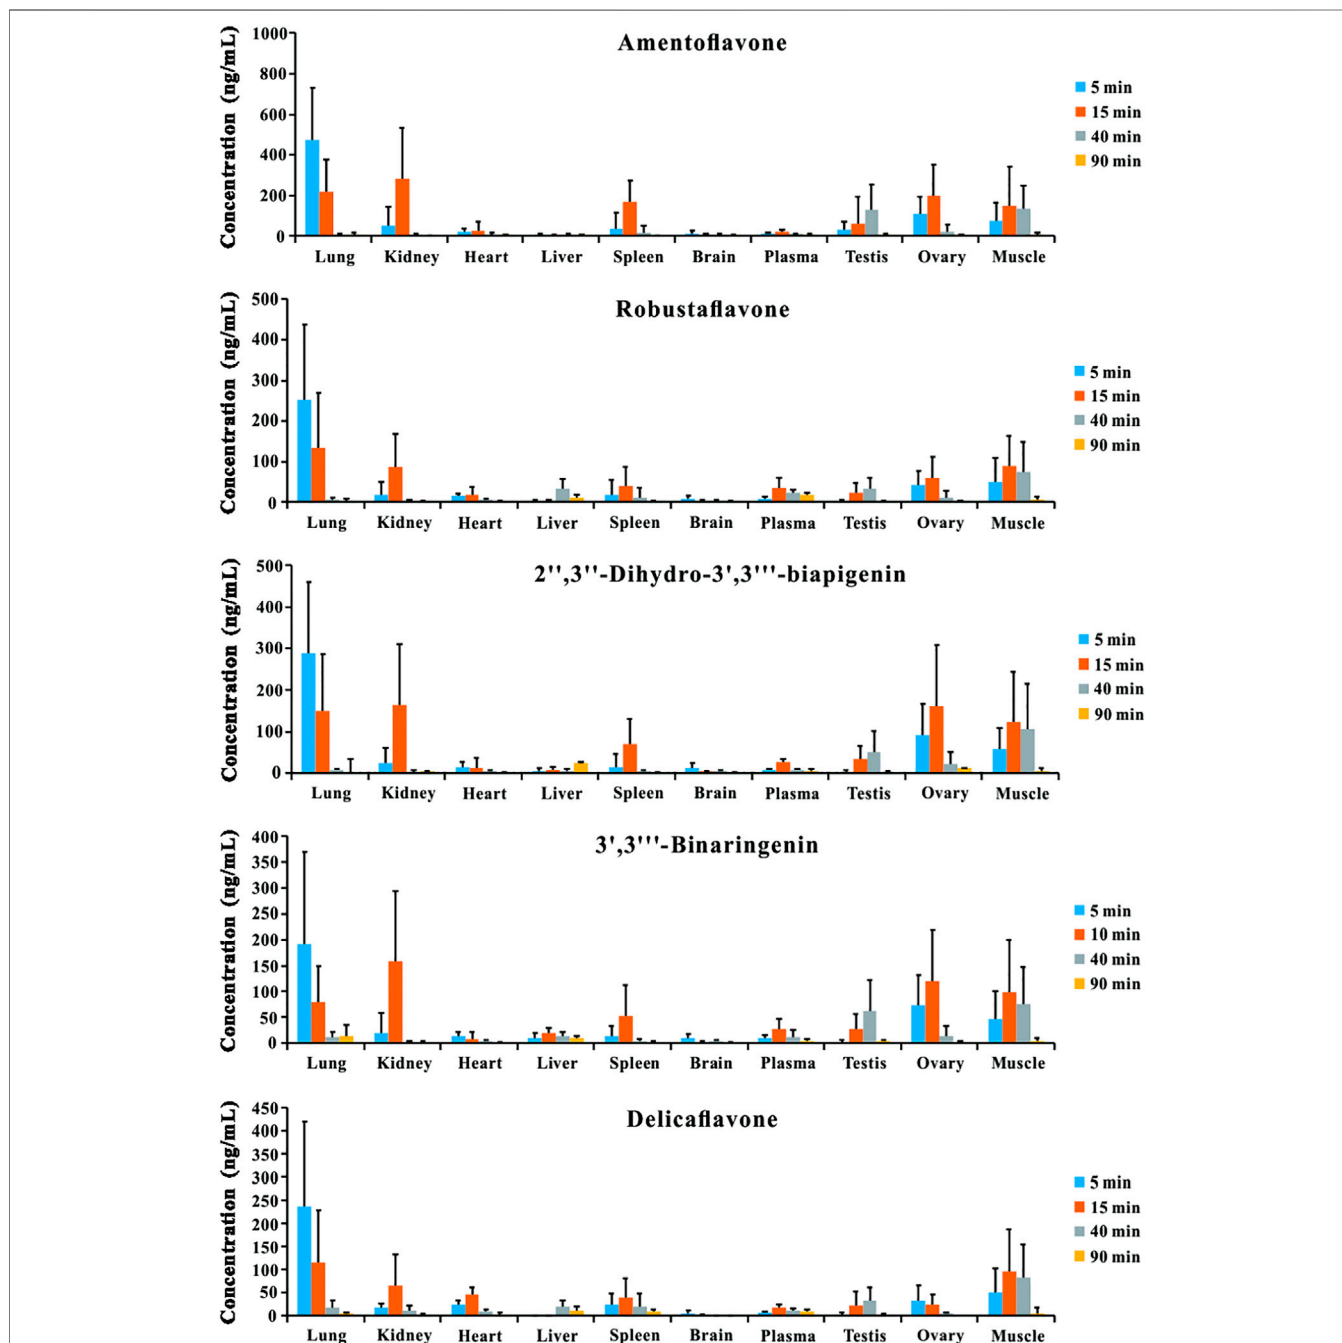 Amentoflavone
Concentration (ng/mL)
1000
800
600
400
200
0
Lung Kidney Heart Liver Spleen Brain Plasma Testis Ovary Muscle
5 min
15 min
40 min
90 min
Robustaflavone
Concentration (ng/mL)
500
400
300
200
100
0
Lung Kidney Heart Liver Spleen Brain Plasma Testis Ovary Muscle
5 min
15 min
40 min
90 min
2'',3''-Dihydro-3',3'''-biapigenin
Concentration (ng/mL)
500
400
300
200
100
0
Lung Kidney Heart Liver Spleen Brain Plasma Testis Ovary Muscle
5 min
15 min
40 min
90 min
3',3'''-Binaringenin
Concentration (ng/mL)
400
350
300
250
200
150
100
50
0
Lung Kidney Heart Liver Spleen Brain Plasma Testis Ovary Muscle
5 min
10 min
40 min
90 min
Delicaflavone
Concentration (ng/mL)
450
400
350
300
250
200
150
100
50
0
Lung Kidney Heart Liver Spleen Brain Plasma Testis Ovary Muscle
5 min
15 min
40 min
90 min